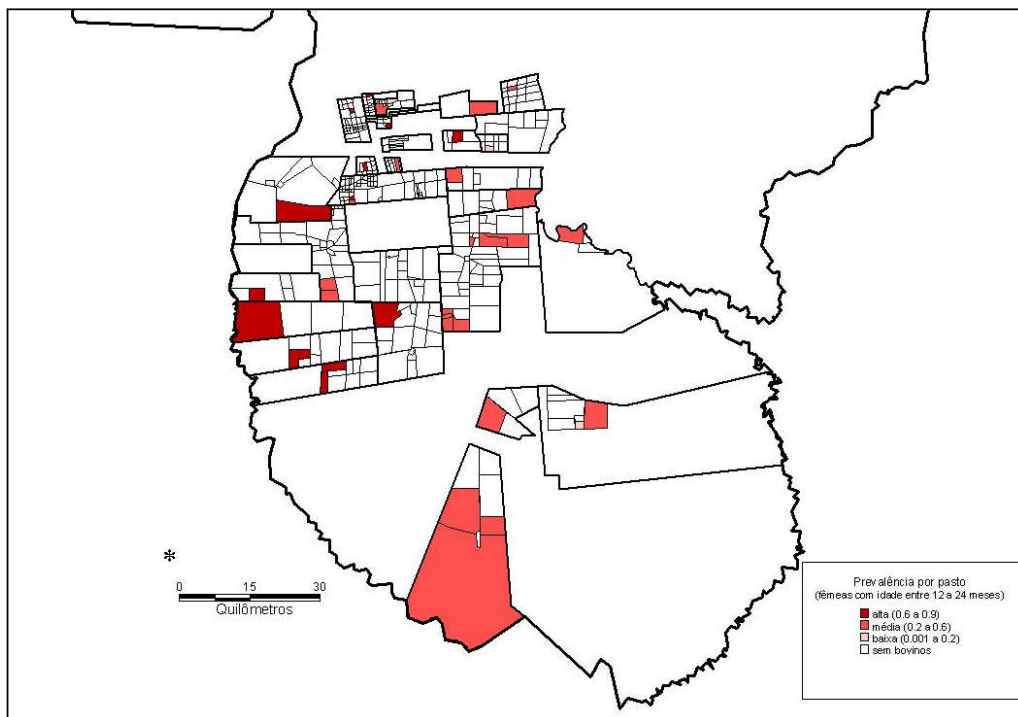 *
0 15 30
Quilômetros
Prevalência por pasto
(fêmeas com idade entre 12 a 24 meses)
alta (0.6 a 0.9)
média (0.2 a 0.6)
baixa (0.001 a 0.2)
sem bovinos